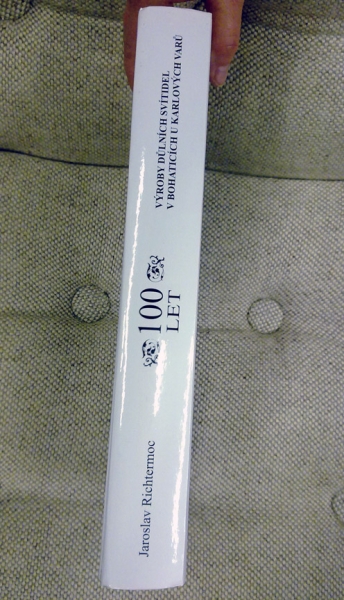 Jaroslav Richtermoc
100
LET
VÝROBY DŮLNÍCH SVÍTIDEL
V BOHATICÍCH U KARLOVÝCH VARŮ